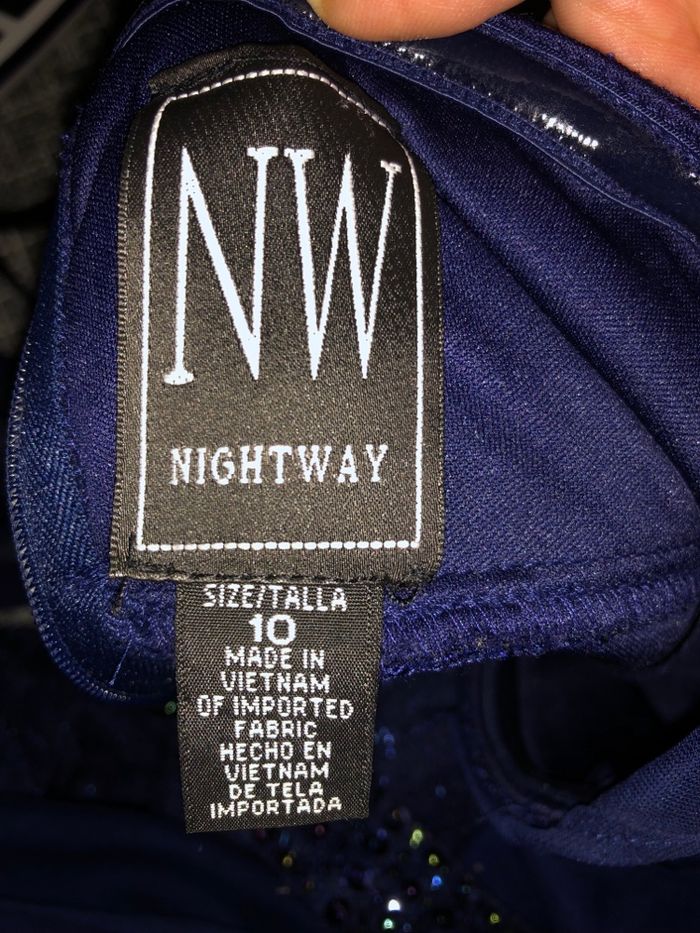 NW
NIGHTWAY
SIZE/TALLA
10
MADE IN
VIETNAM
OF IMPORTED
FABRIC
HECHO EN
VIETNAM
DE TELA
IMPORTADA